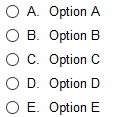 A. Option A
B. Option B
C. Option C
D. Option D
E. Option E